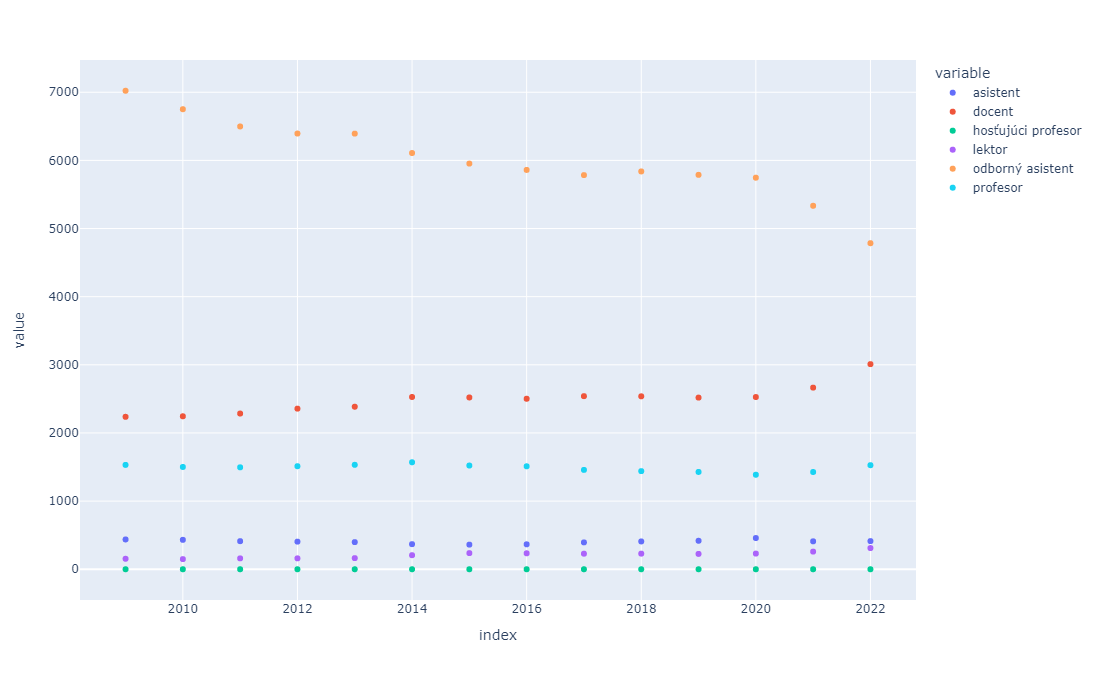 variable
asistent
docent
hosťujúci profesor
lektor
odborný asistent
profesor
7000
6000
5000
4000
3000
2000
1000
0
value
2010 2012 2014 2016 2018 2020 2022
index